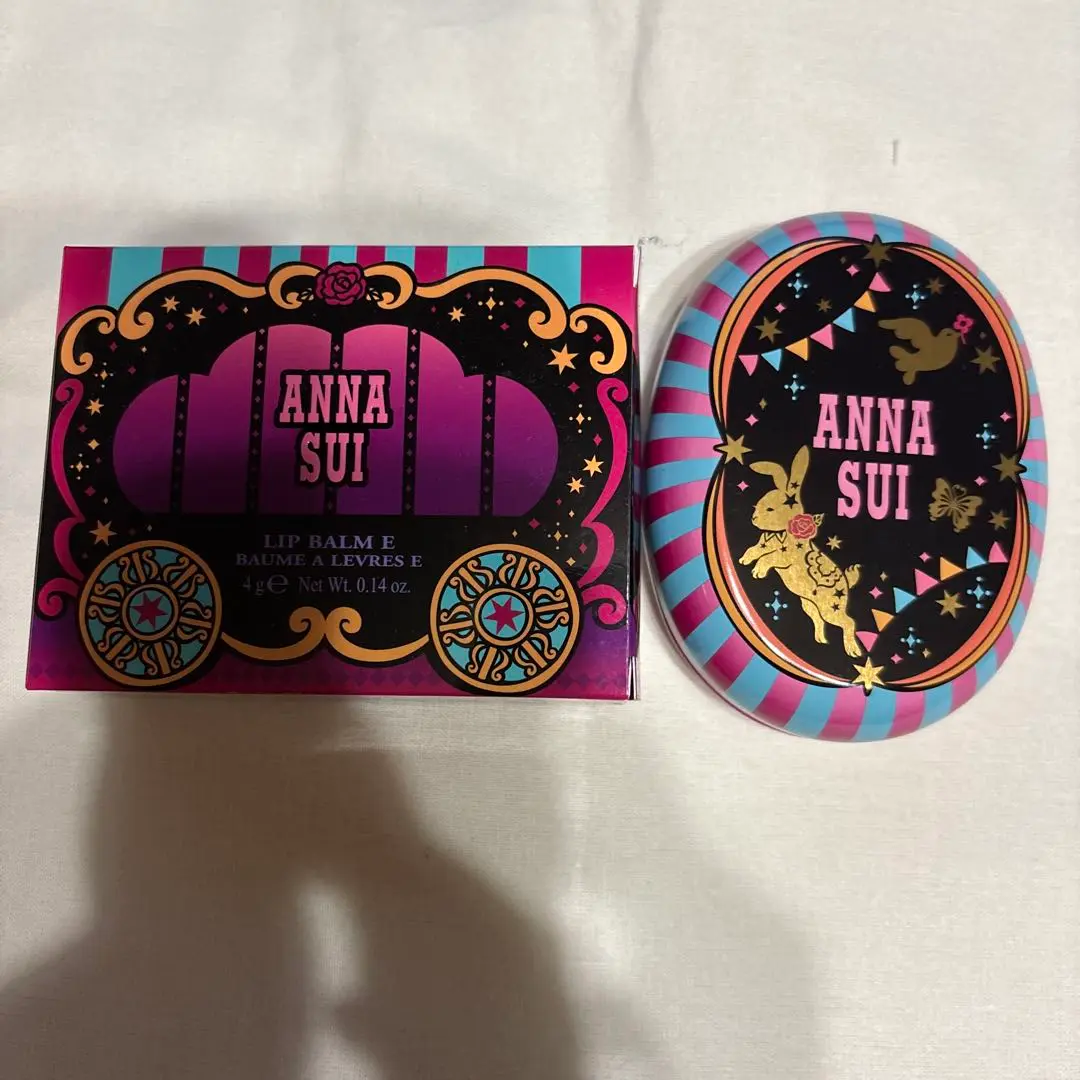 ANNA
SUI
LIP BALM E
BAUME A LEVRES E
4 g ℮ Net Wt. 0.14 oz.
ANNA
SUI